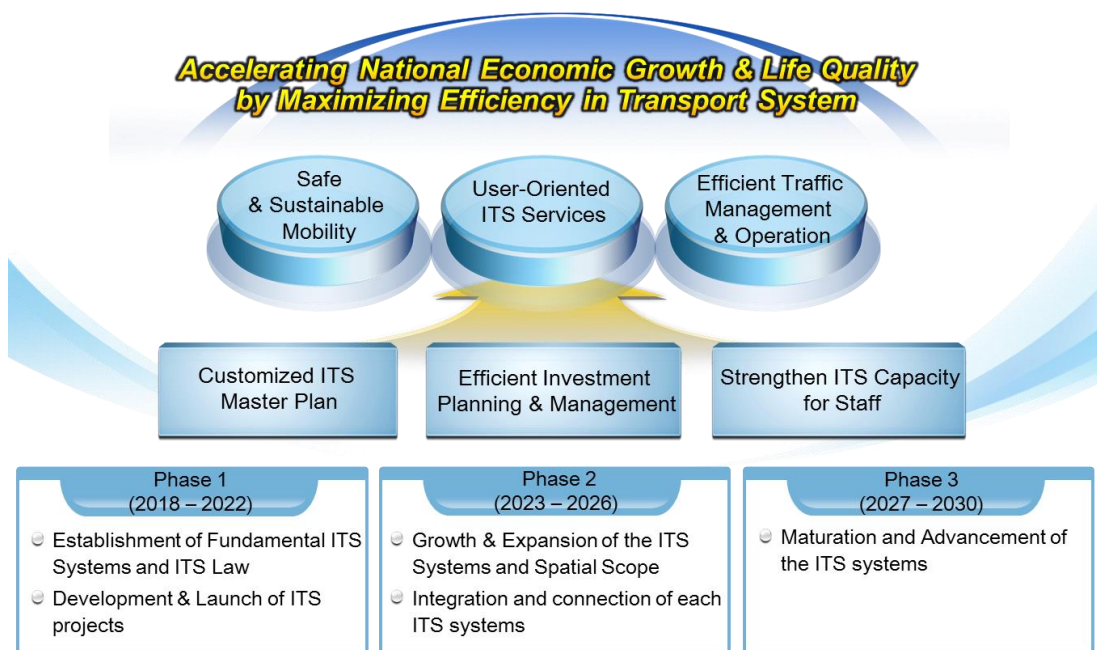 Accelerating National Economic Growth & Life Quality
by Maximizing Efficiency in Transport System
Safe
& Sustainable
Mobility
User-Oriented
ITS Services
Efficient Traffic
Management
& Operation
Customized ITS
Master Plan
Efficient Investment
Planning & Management
Strengthen ITS Capacity
for Staff
Phase 1
(2018 – 2022)
Establishment of Fundamental ITS
Systems and ITS Law
Development & Launch of ITS
projects
Phase 2
(2023 – 2026)
Growth & Expansion of the ITS
Systems and Spatial Scope
Integration and connection of each
ITS systems
Phase 3
(2027 – 2030)
Maturation and Advancement of
the ITS systems